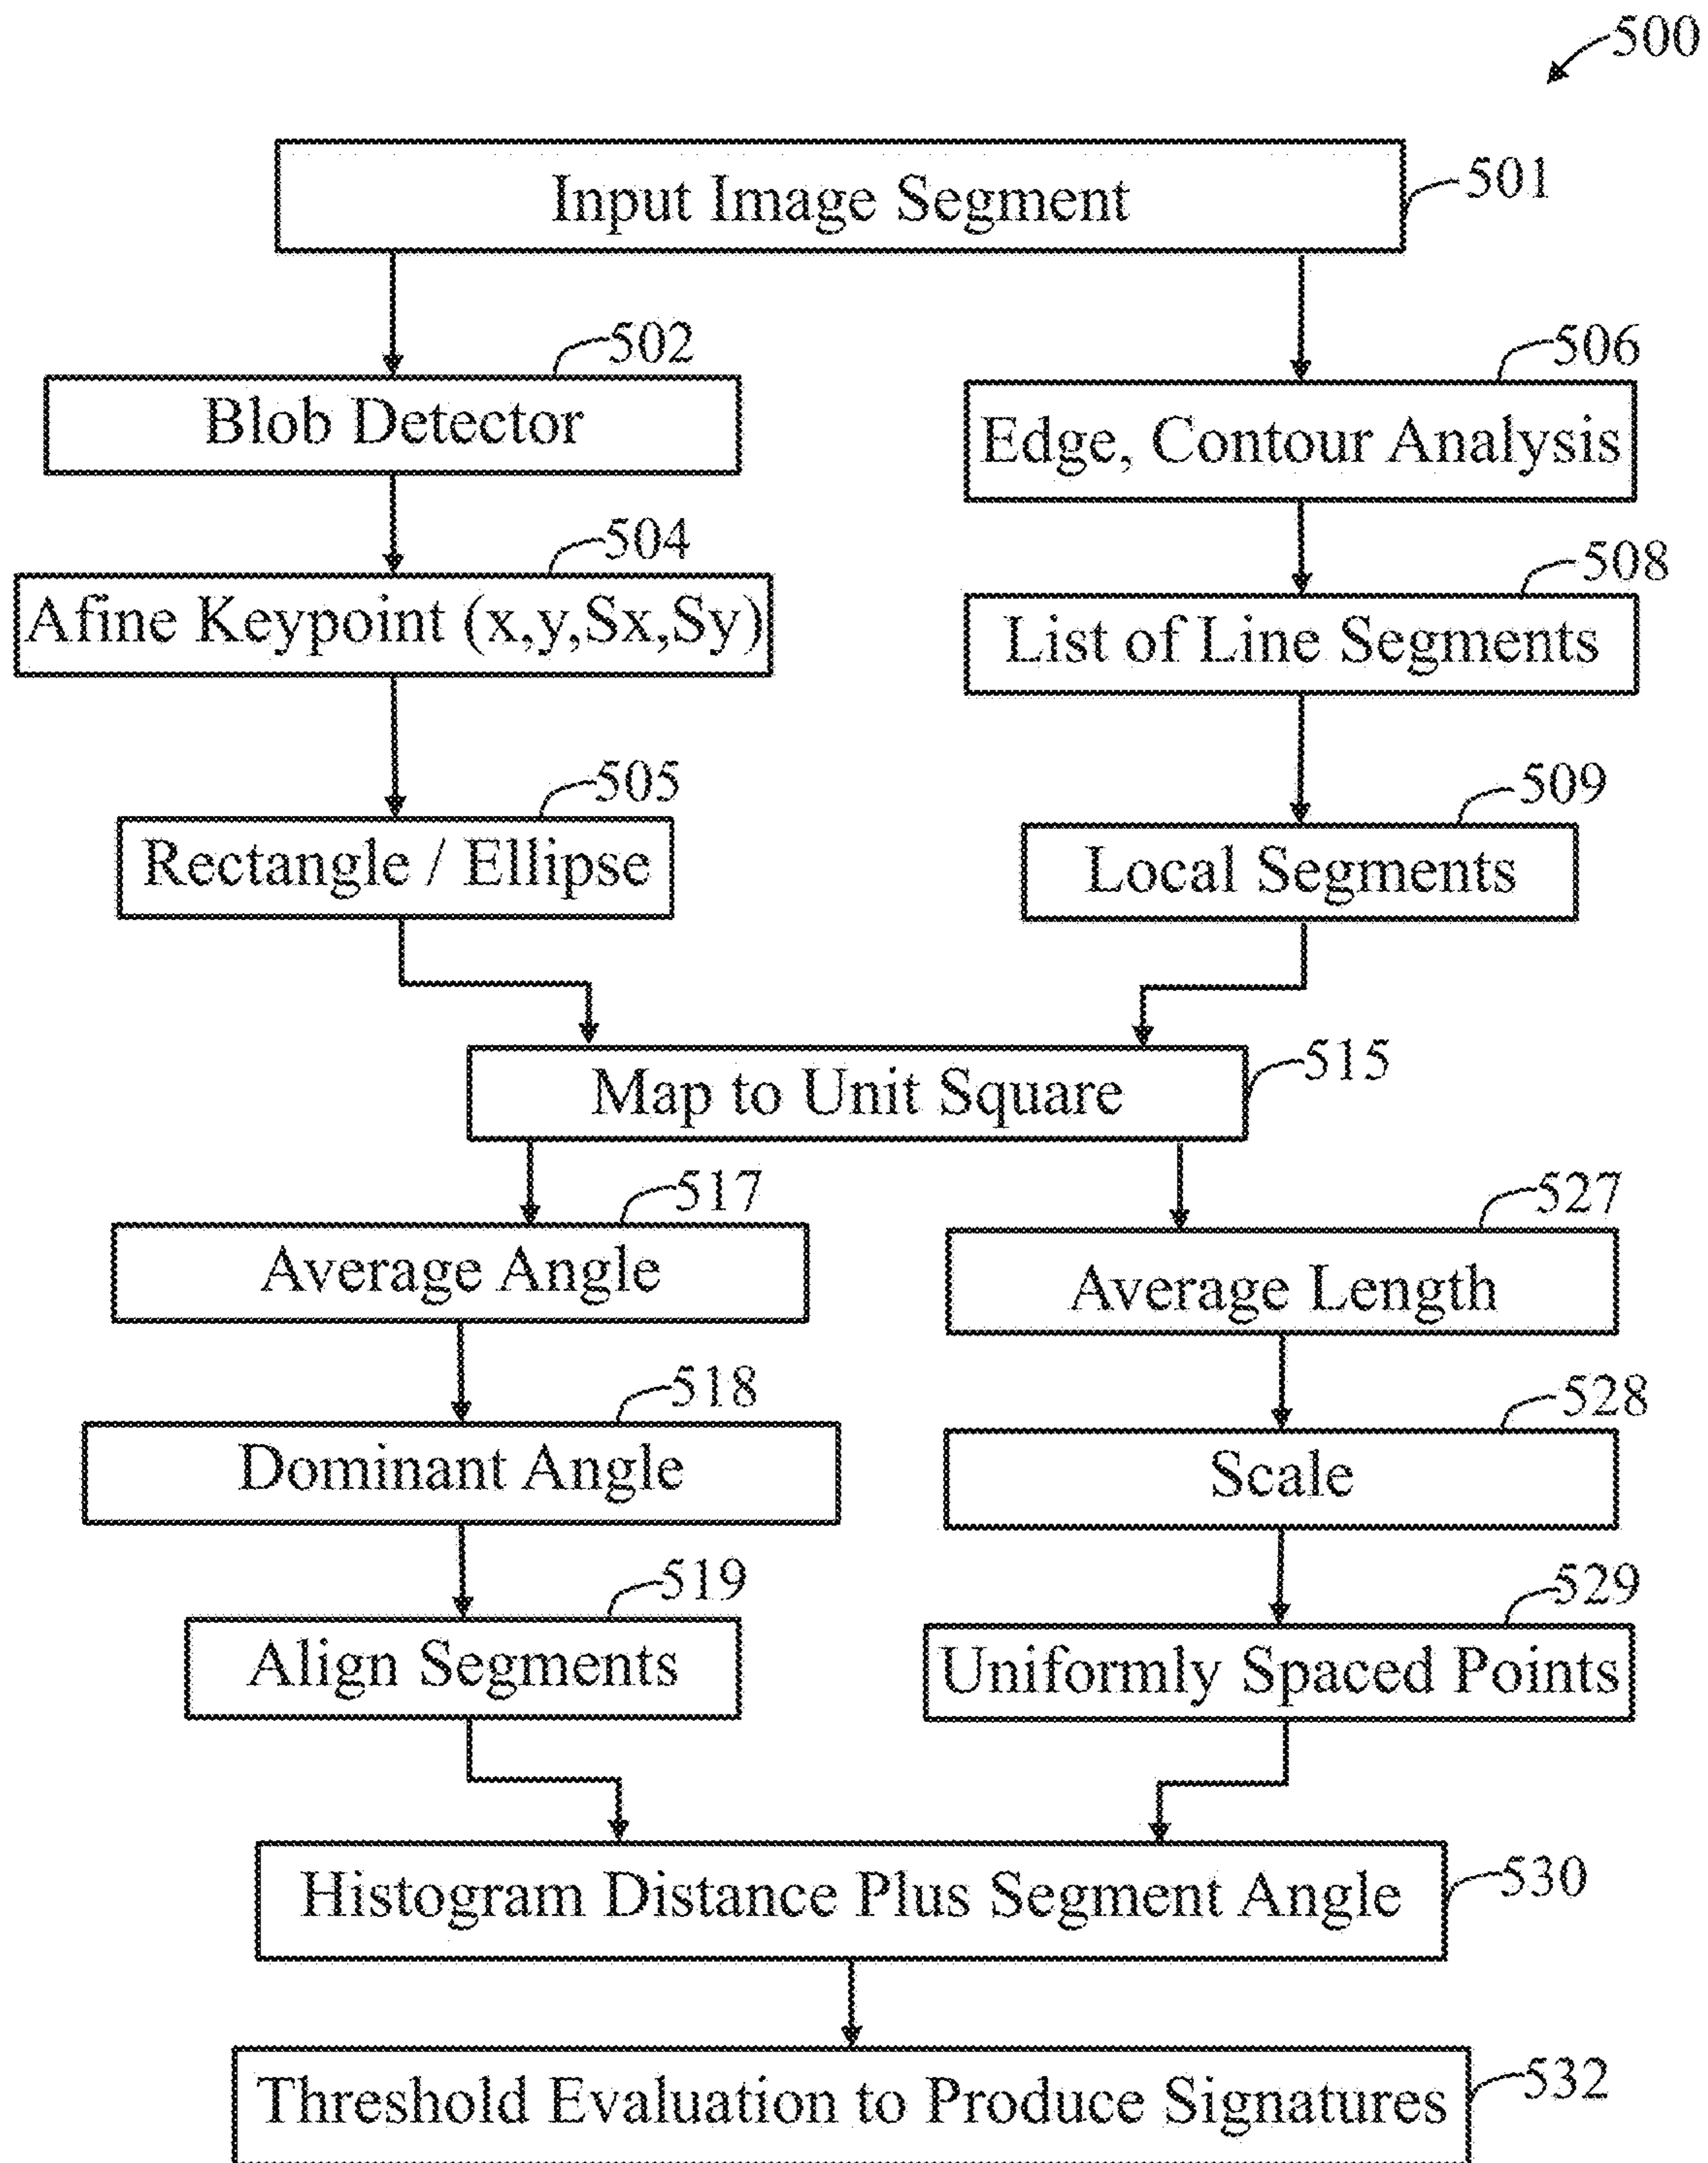 500
Input Image Segment
501
502
506
Blob Detector
Edge, Contour Analysis
504
508
Afine Keypoint (x,y,Sx,Sy)
List of Line Segments
505
509
Rectangle / Ellipse
Local Segments
Map to Unit Square
515
517
527
Average Angle
Average Length
518
528
Dominant Angle
Scale
519
529
Align Segments
Uniformly Spaced Points
Histogram Distance Plus Segment Angle
530
Threshold Evaluation to Produce Signatures
532